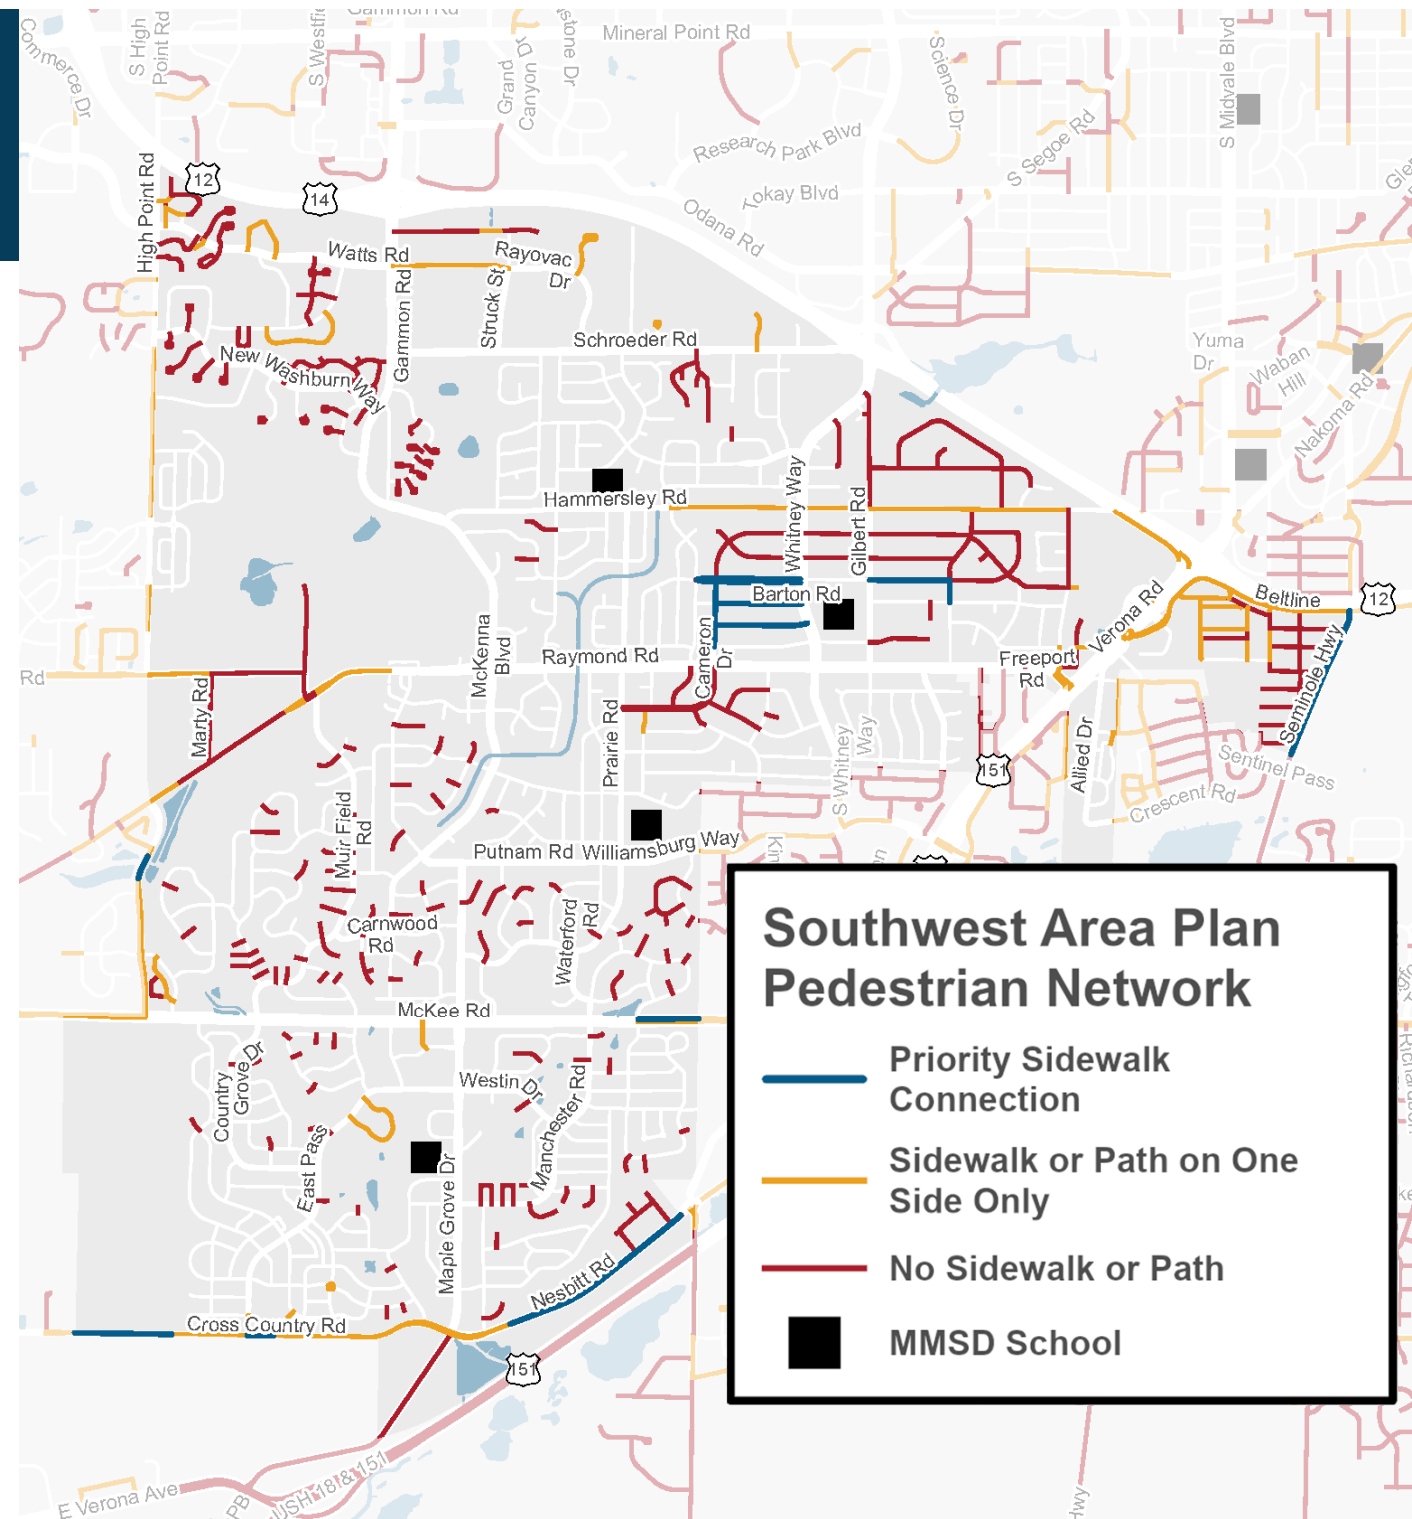 Gammon Rd
Mineral Point Rd
Commerce Dr
S High
Point Rd
Grand
Canyon Dr
Science Dr
S Midvale Blvd
S Segoe Rd
Research Park Blvd
Tokay Blvd
Odana Rd
High Point Rd
12
14
Watts Rd
Rayovac
Dr
Gammon Rd
Struck St
Schroeder Rd
New Washburn Way
Yuma
Dr
Waban
Hill
Nakoma Rd
Hammersley Rd
Whitney Way
Gilbert Rd
Barton Rd
Verona Rd
Beltline
12
McKenna
Blvd
Raymond Rd
Cameron
Dr
Freeport
Rd
Seminole Hwy
Rd
Marty Rd
Prairie Rd
S Whitney
Way
151
Allied Dr
Sentinel Pass
Crescent Rd
Muir Field
Rd
Putnam Rd
Williamsburg Way
Carnwood
Rd
Waterford
Rd
McKee Rd
Country
Grove Dr
Westin Dr
Manchester Rd
East Pass
Maple Grove Dr
Nesbitt Rd
Cross Country Rd
151
E Verona Ave
PB
USH 18 & 151
Hwy
Southwest Area Plan
Pedestrian Network
Priority Sidewalk
Connection
Sidewalk or Path on One
Side Only
No Sidewalk or Path
MMSD School